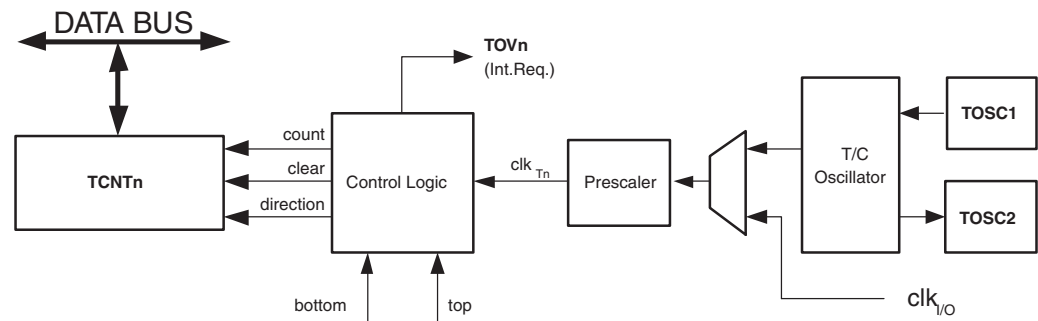 DATA BUS
TOVn
(Int.Req.)
TOSC1
count
clear
direction
TCNTn
Control Logic
clk Tn
Prescaler
T/C
Oscillator
TOSC2
bottom
top
clkI/O